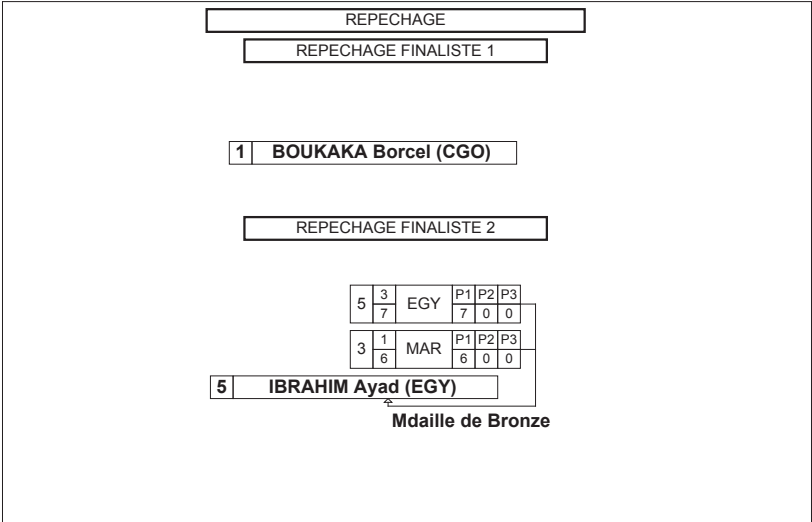 REPECHAGE
REPECHAGE FINALISTE 1
1 BOUKAKA Borcel (CGO)
REPECHAGE FINALISTE 2
5 3 EGY P1 P2 P3
7 7 0 0
3 1 MAR P1 P2 P3
6 6 0 0
5 IBRAHIM Ayad (EGY)
Mdaille de Bronze